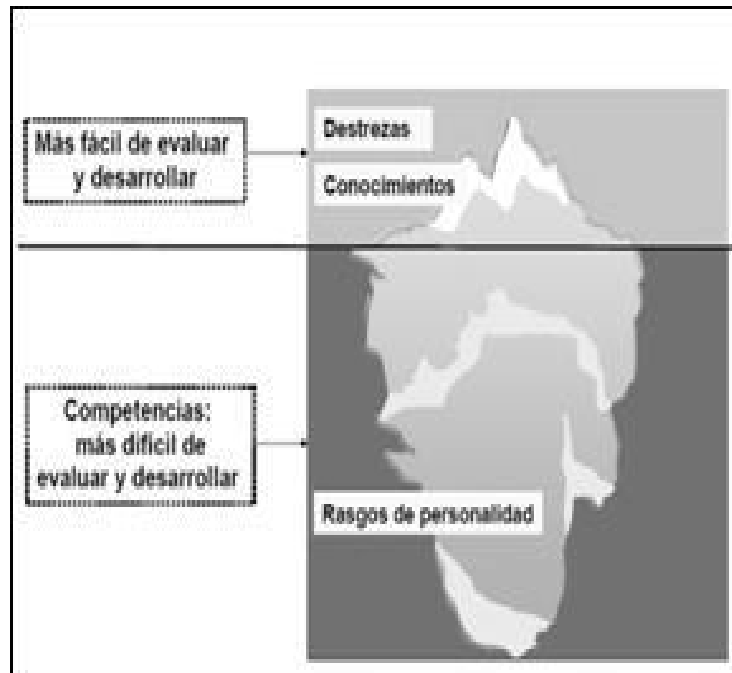 Destrezas
Más fácil de evaluar
y desarrollar
Conocimientos
Competencias:
más difícil de
evaluar y desarrollar
Rasgos de personalidad